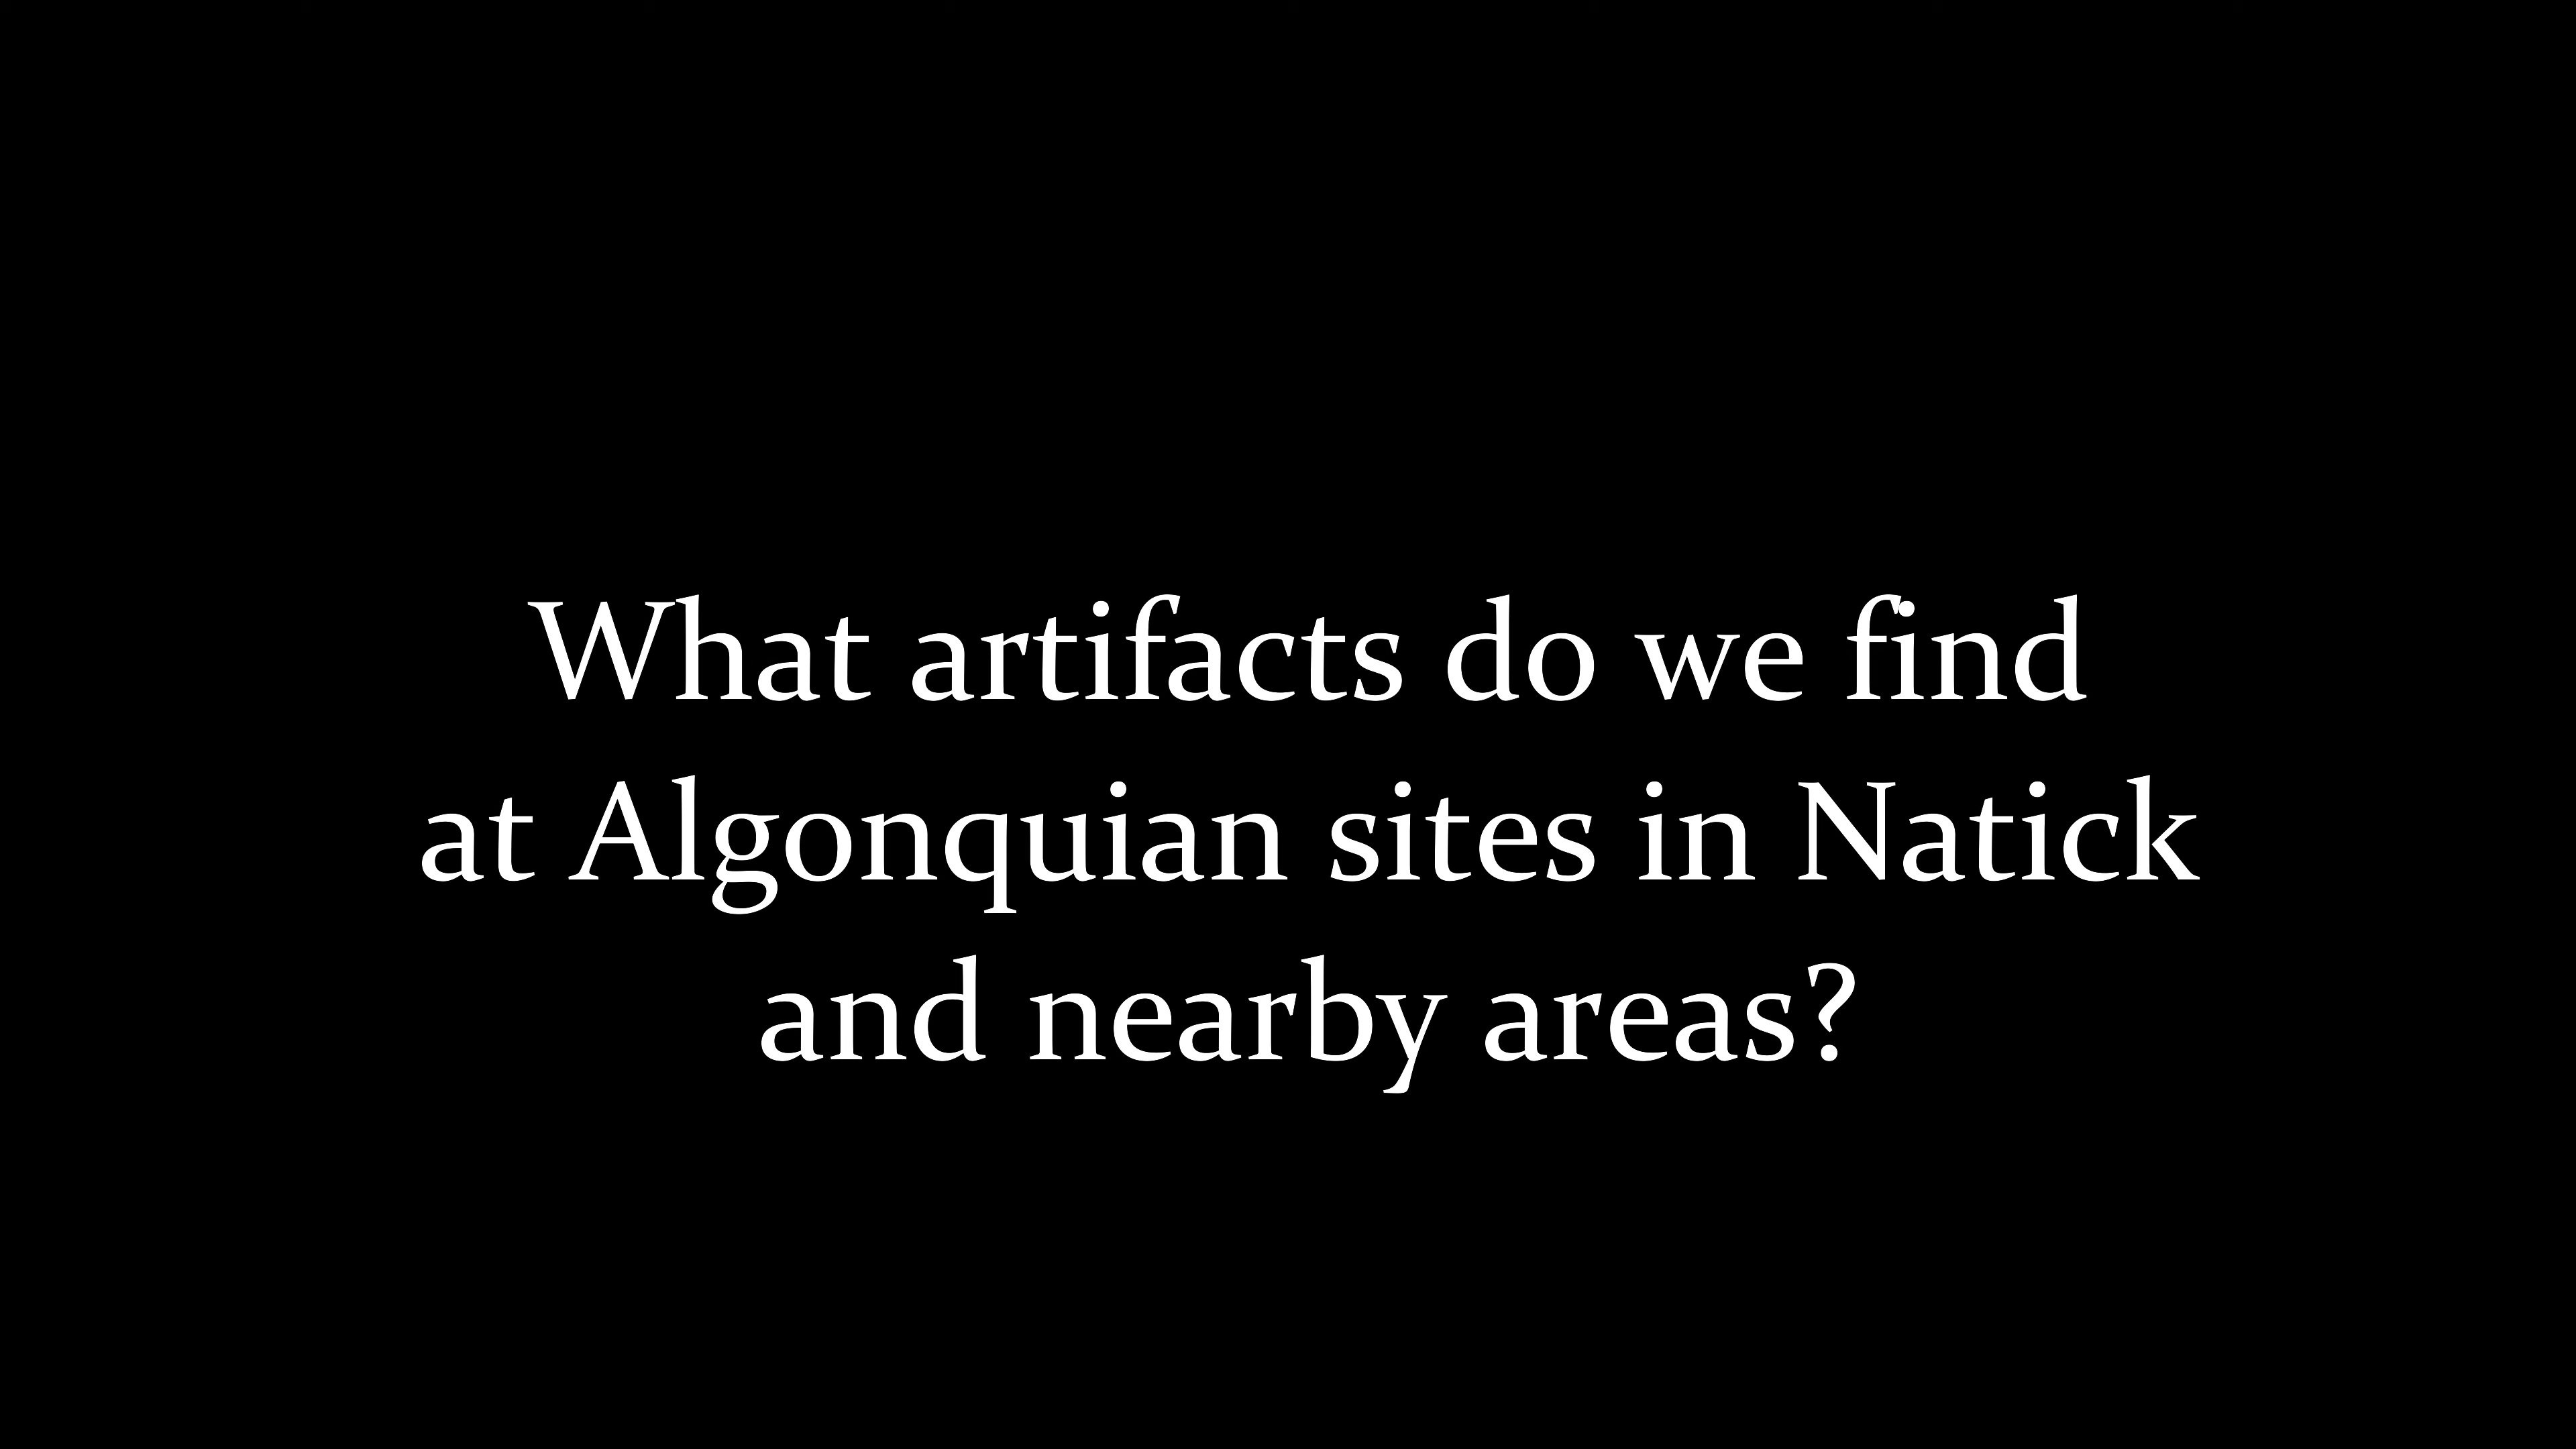 What artifacts do we find
at Algonquian sites in Natick
and nearby areas?